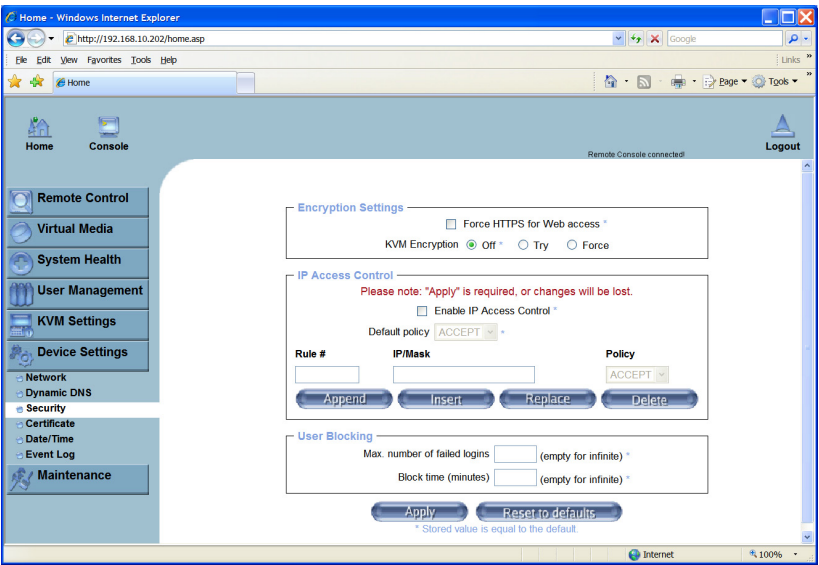 Home - Windows Internet Explorer
http://192.168.10.202/home.asp
Google
File Edit View Favorites Tools Help
Links »
Home
Page Tools »
Home
Console
Remote Console connected!
Logout
Remote Control
Virtual Media
System Health
User Management
KVM Settings
Device Settings
Network
Dynamic DNS
Security
Certificate
Date/Time
Event Log
Maintenance
Encryption Settings
Force HTTPS for Web access *
KVM Encryption Off * Try Force
IP Access Control
Please note: "Apply" is required, or changes will be lost.
Enable IP Access Control *
Default policy ACCEPT *
Rule # IP/Mask Policy
ACCEPT
Append Insert Replace Delete
User Blocking
Max. number of failed logins (empty for infinite) *
Block time (minutes) (empty for infinite) *
Apply Reset to defaults
* Stored value is equal to the default.
Internet
100%